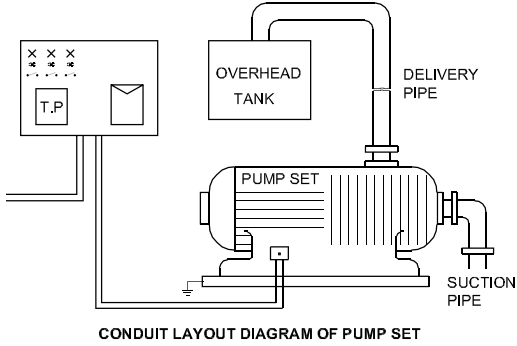 OVERHEAD
TANK
DELIVERY
PIPE
T.P
PUMP SET
SUCTION
PIPE
CONDUIT LAYOUT DIAGRAM OF PUMP SET